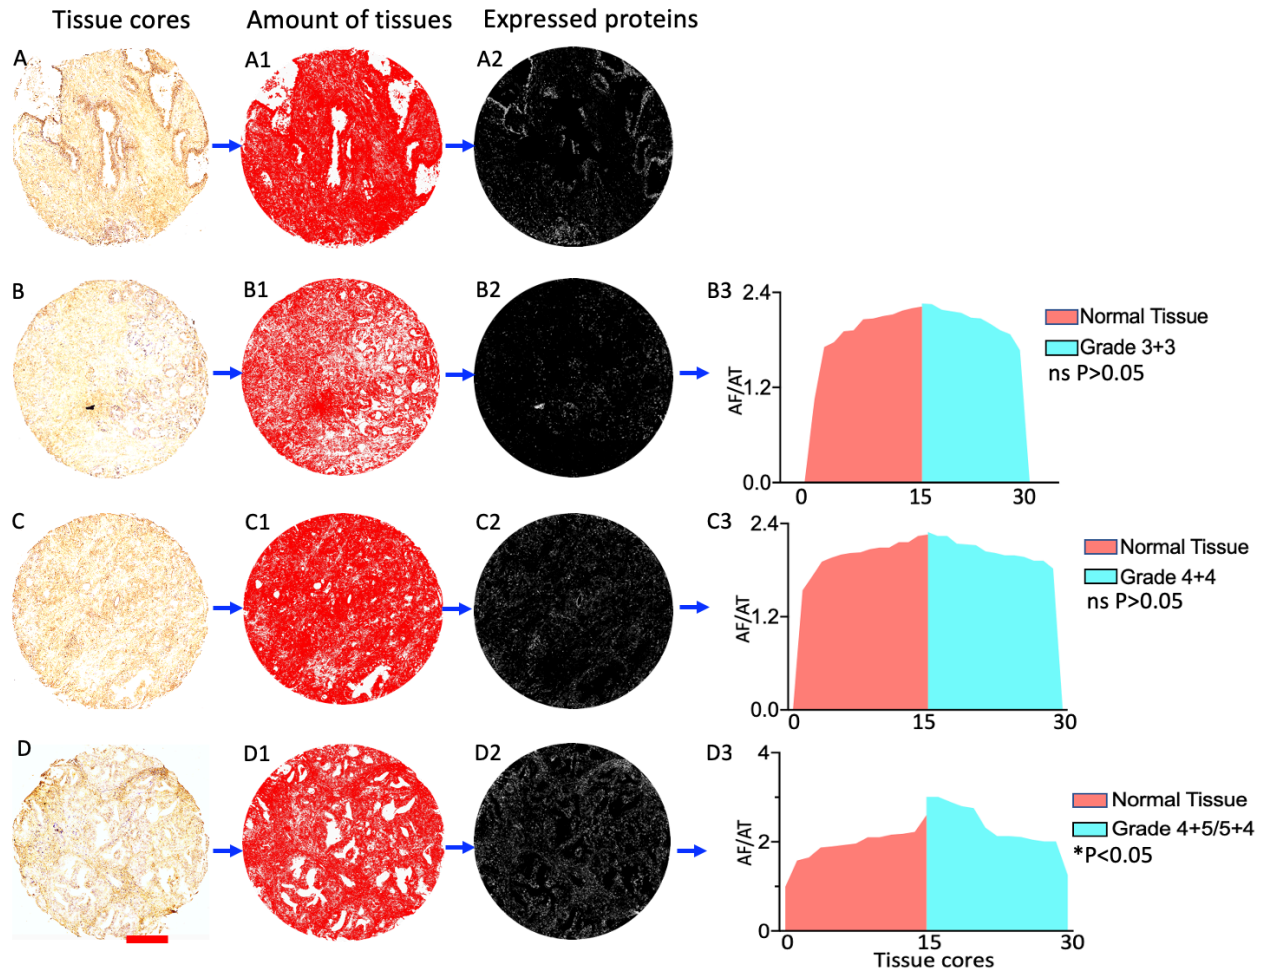 Tissue cores
Amount of tissues
Expressed proteins
A
A1
A2
B
B1
B2
B3
2.4
1.2
0.0
AF/AT
0
15
30
Normal Tissue
Grade 3+3
ns P>0.05
C
C1
C2
C3
2.4
1.2
0.0
AF/AT
0
15
30
Normal Tissue
Grade 4+4
ns P>0.05
D
D1
D2
D3
4
2
0
AF/AT
0
15
30
Tissue cores
Normal Tissue
Grade 4+5/5+4
*P<0.05